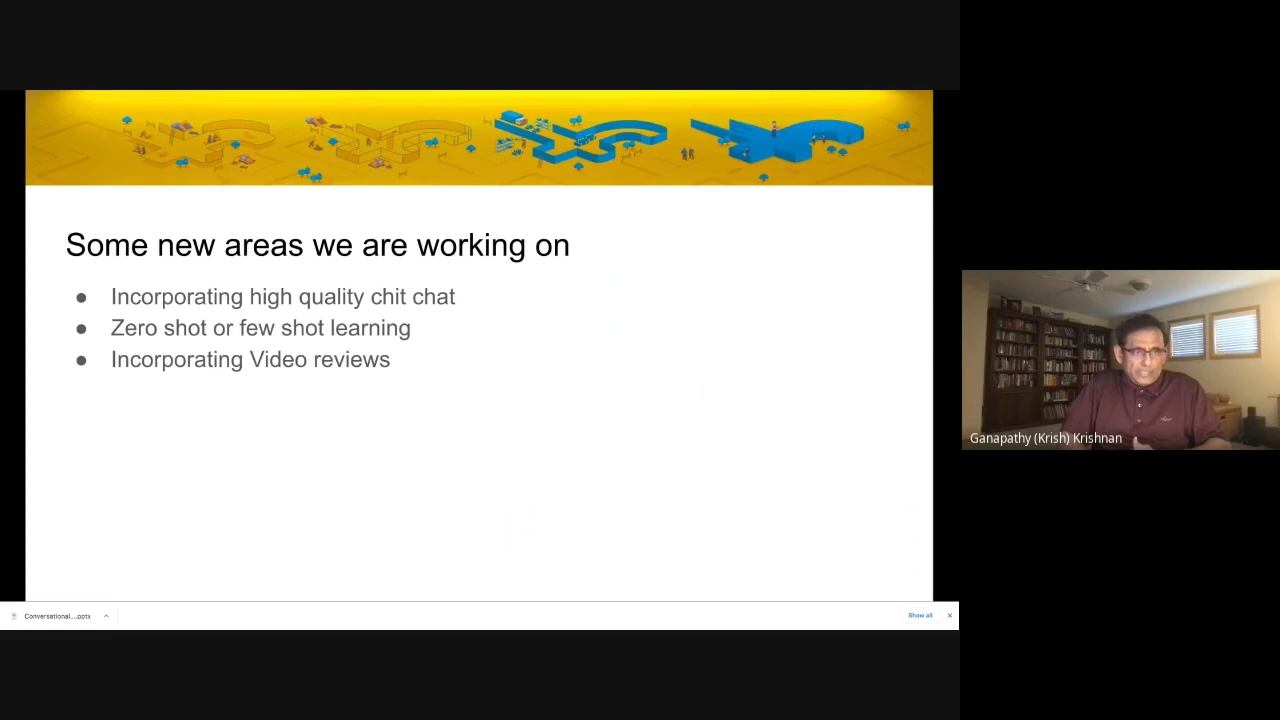 Some new areas we are working on
● Incorporating high quality chit chat
● Zero shot or few shot learning
● Incorporating Video reviews
Ganapathy (Krish) Krishnan
Conversational....pptx
Show all